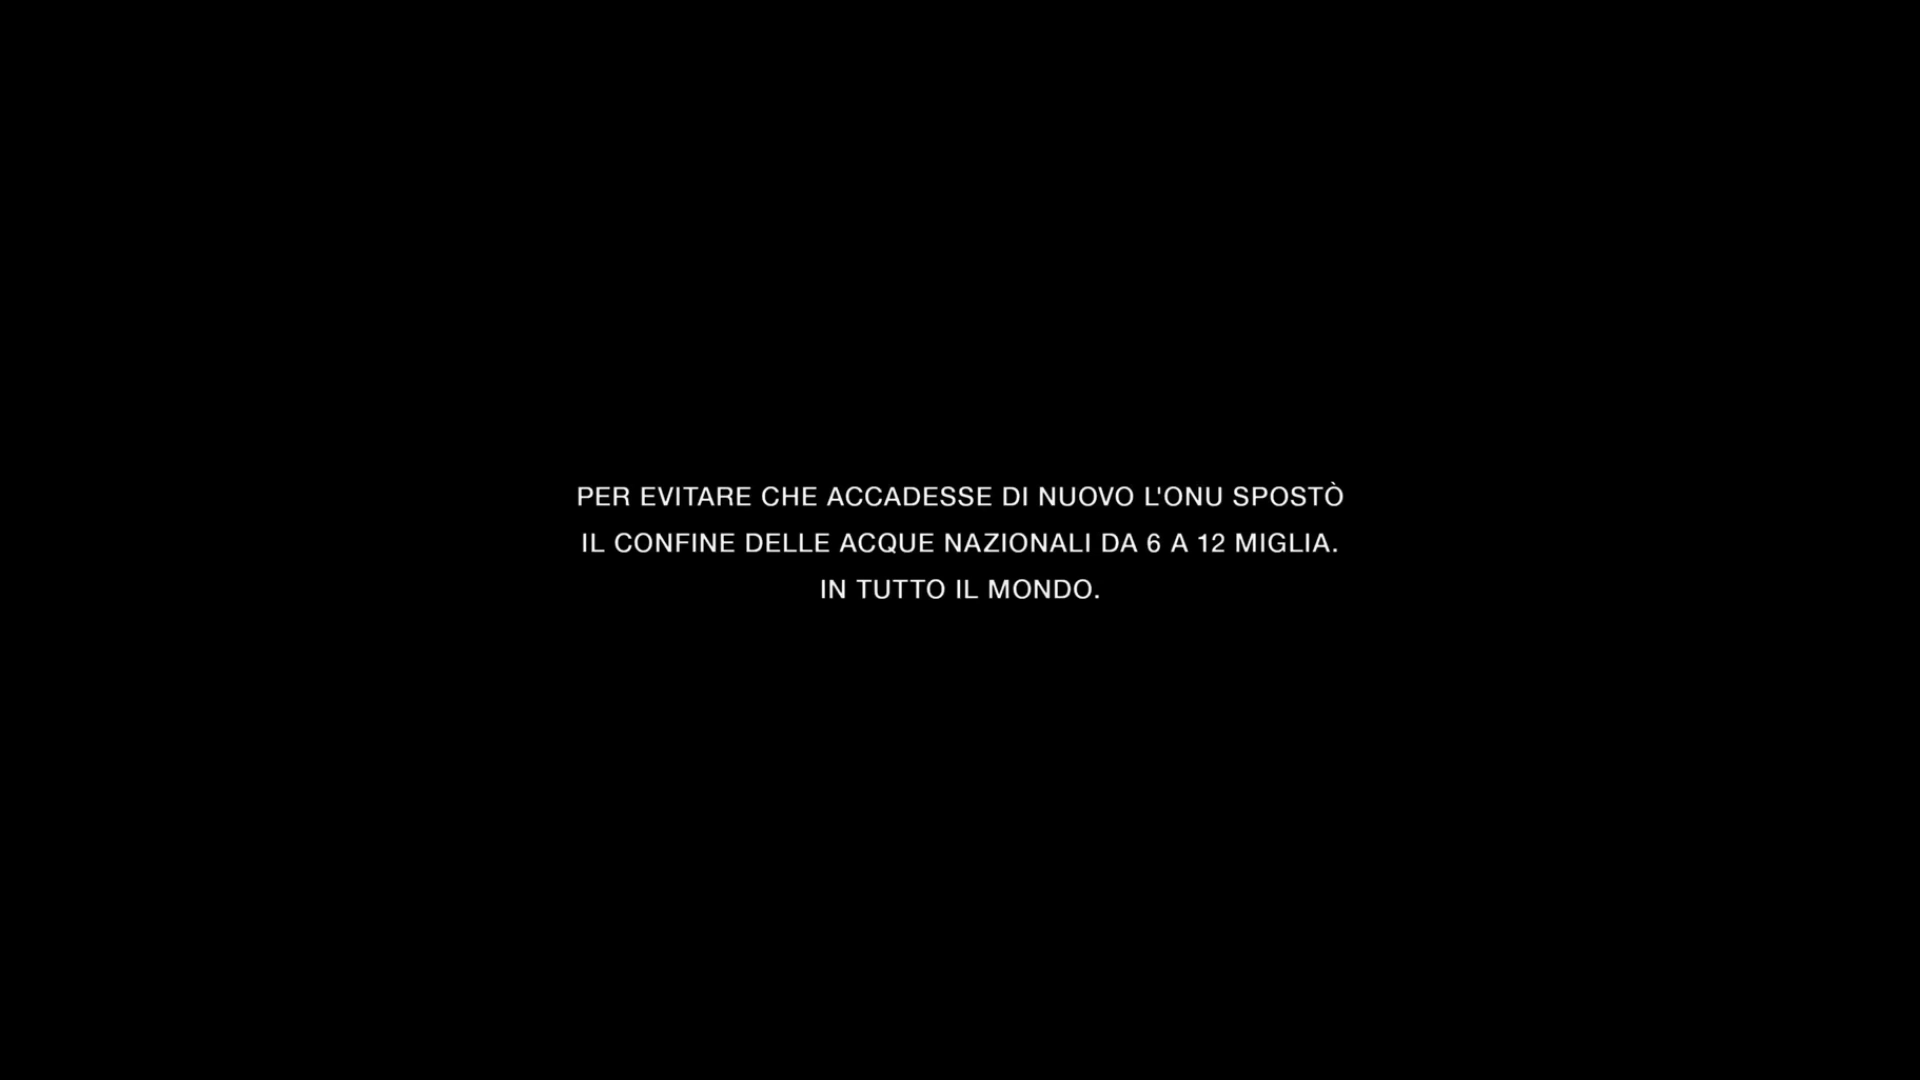 PER EVITARE CHE ACCADESSE DI NUOVO L'ONU SPOSTÒ
IL CONFINE DELLE ACQUE NAZIONALI DA 6 A 12 MIGLIA.
IN TUTTO IL MONDO.